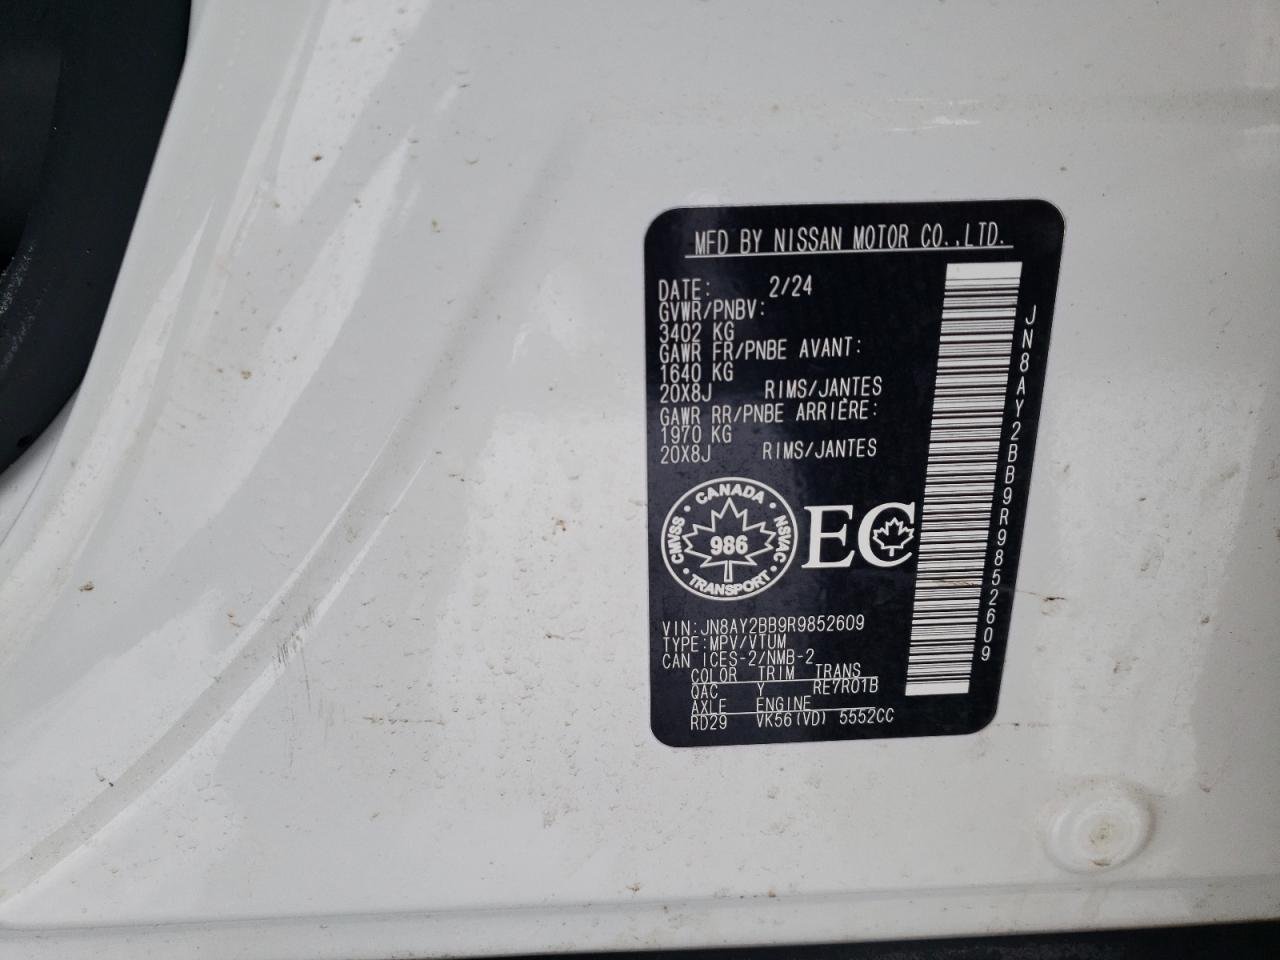 MFD BY NISSAN MOTOR CO.,LTD.
DATE: 2/24
GVWR/PNBV:
3402 KG
GAWR FR/PNBE AVANT:
1640 KG
20X8J RIMS/JANTES
GAWR RR/PNBE ARRIÈRE:
1970 KG
20X8J RIMS/JANTES
CANADA
CMVSS
NSVAC
986
TRANSPORT
EC
VIN:JN8AY2BB9R9852609
TYPE:MPV/VTUM
CAN ICES-2/NMB-2
COLOR TRIM TRANS
QAC Y RE7R01B
AXLE ENGINE
RD29 VK56(VD) 5552CC
JN8AY2BB9R9852609